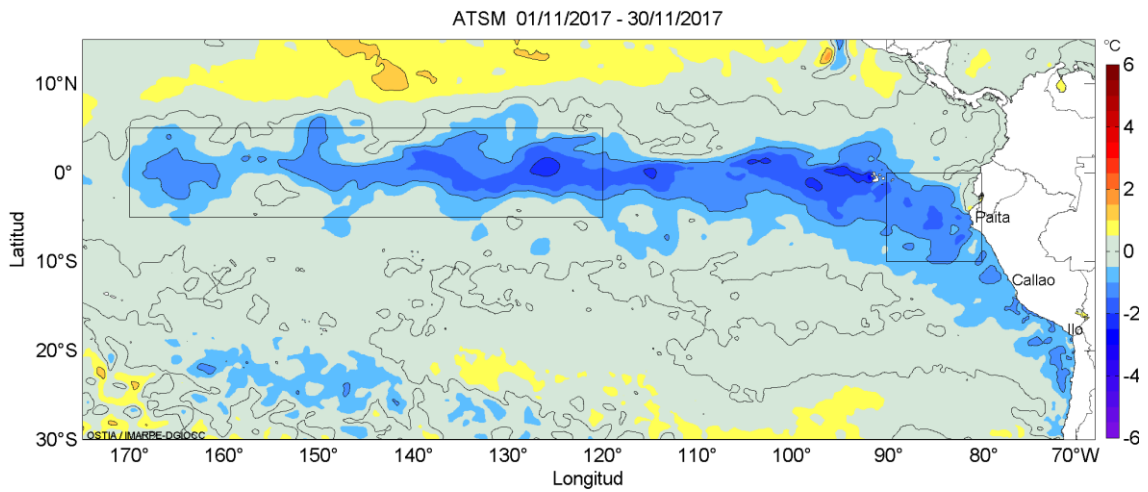 ATSM 01/11/2017 - 30/11/2017
°C
6
4
2
0
-2
-4
-6
Latitud
10°N
0°
10°S
20°S
30°S
Paita
Callao
Ilo
OSTIA / IMARPE-DGIOCC
170° 160° 150° 140° 130° 120° 110° 100° 90° 80° 70°W
Longitud